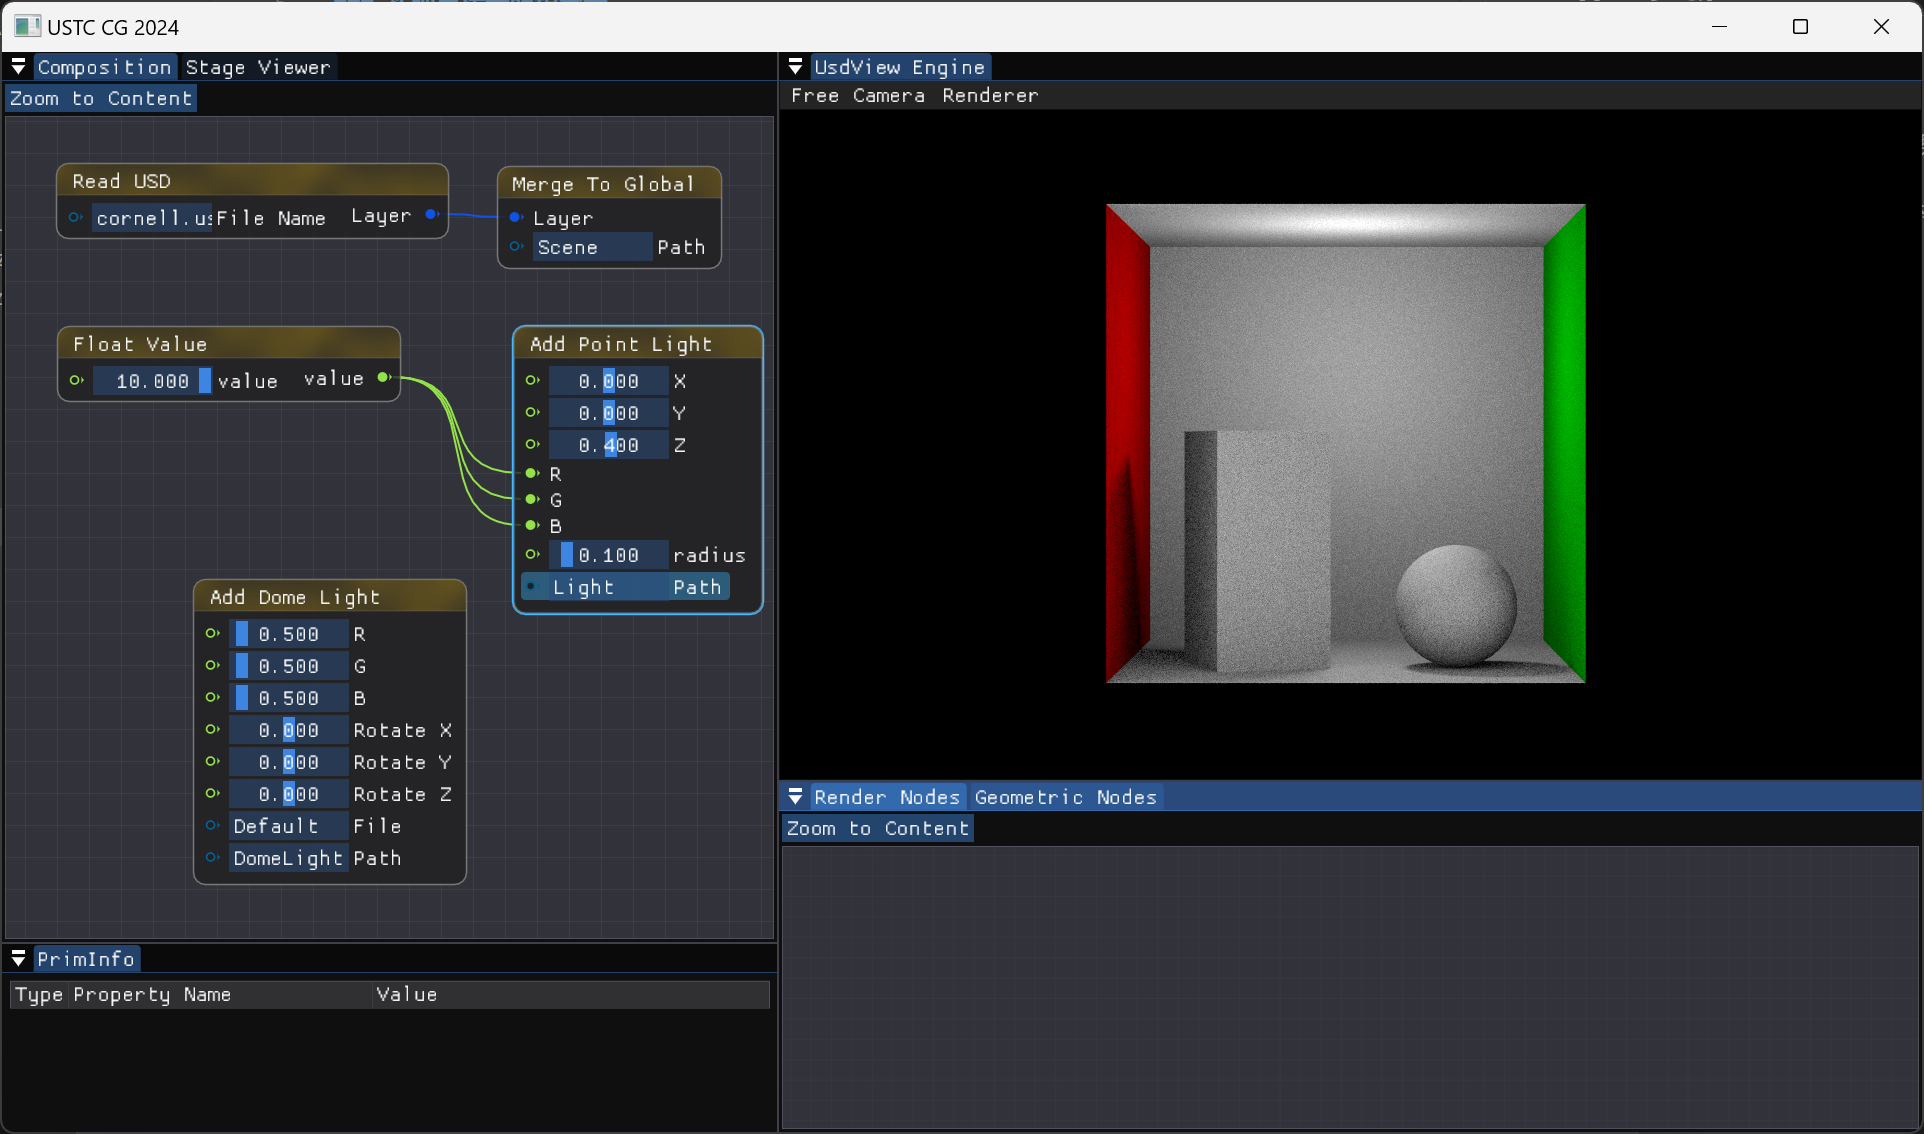 USTC CG 2024
Composition Stage Viewer
Zoom to Content
Read USD
cornell.us File Name Layer
Merge To Global
Layer
Scene Path
Float Value
10.000 value value
Add Point Light
0.000 X
0.000 Y
0.400 Z
R
G
B
0.100 radius
Light Path
Add Dome Light
0.500 R
0.500 G
0.500 B
0.000 Rotate X
0.000 Rotate Y
0.000 Rotate Z
Default File
DomeLight Path
PrimInfo
Type Property Name Value
UsdView Engine
Free Camera Renderer
Render Nodes Geometric Nodes
Zoom to Content